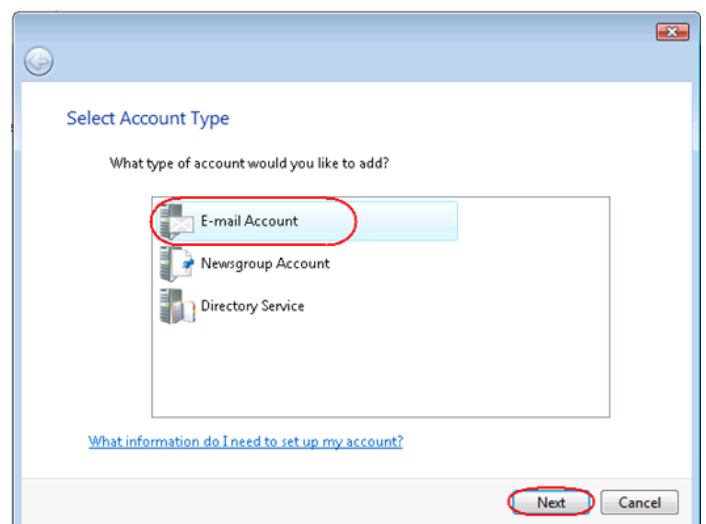 Select Account Type
What type of account would you like to add?
E-mail Account
Newsgroup Account
Directory Service
What information do I need to set up my account?
Next Cancel